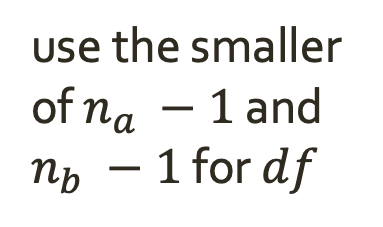 use the smaller
of nₐ − 1 and
n_b − 1 for df